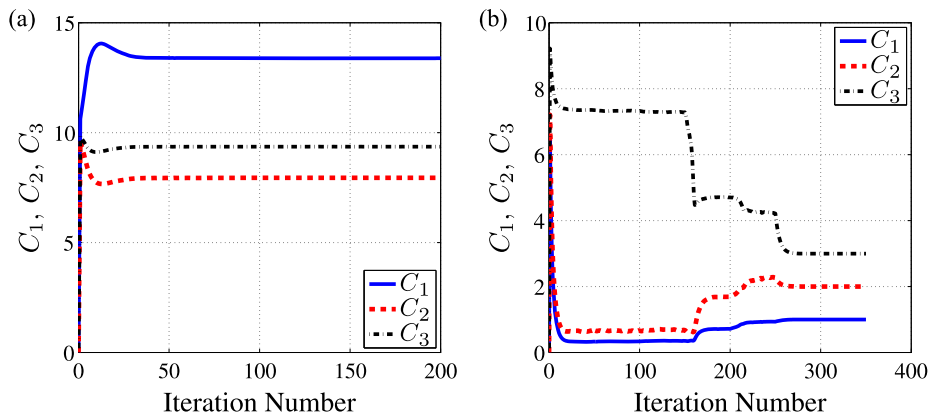 (a)
15
10
5
0
C1, C2, C3
C1
C2
C3
0 50 100 150 200
Iteration Number
(b)
10
8
6
4
2
0
C1, C2, C3
C1
C2
C3
0 100 200 300 400
Iteration Number